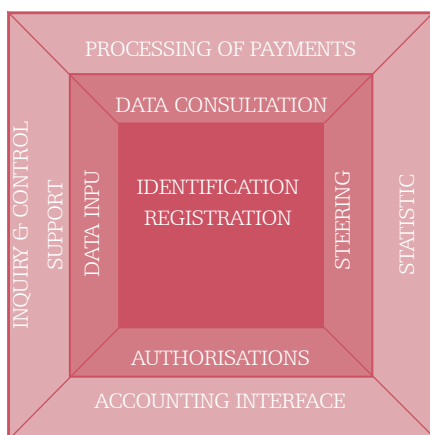 PROCESSING OF PAYMENTS
DATA CONSULTATION
INQUIRY & CONTROL
SUPPORT
DATA INPU
IDENTIFICATION
REGISTRATION
STEERING
STATISTIC
AUTHORISATIONS
ACCOUNTING INTERFACE